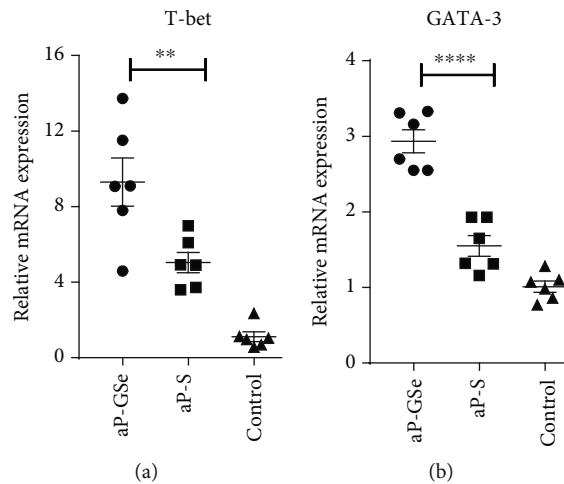 T-bet
**
Relative mRNA expression
16
12
8
4
0
aP-GSe
aP-S
Control
(a)
GATA-3
****
Relative mRNA expression
4
3
2
1
0
aP-GSe
aP-S
Control
(b)